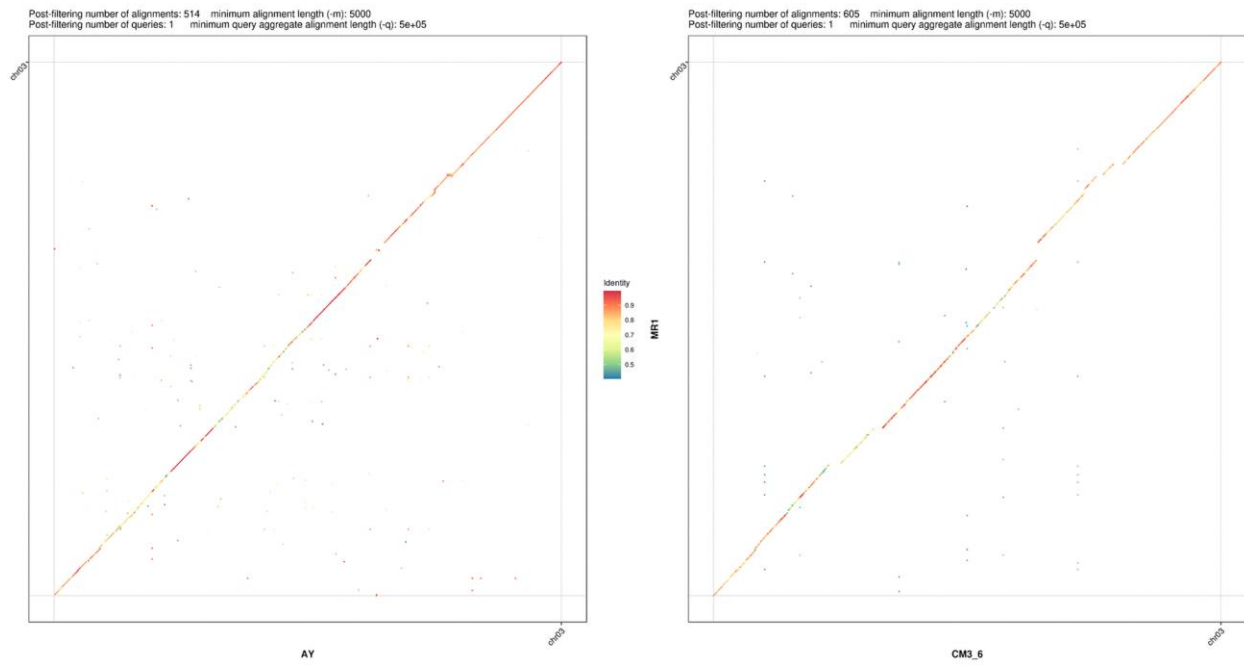 Post-filtering number of alignments: 514    minimum alignment length (-m): 5000
Post-filtering number of queries: 1    minimum query aggregate alignment length (-q): 5e+05
chr03
chr03
AY
Identity
0.9
0.8
0.7
0.6
0.5
MR1
Post-filtering number of alignments: 605    minimum alignment length (-m): 5000
Post-filtering number of queries: 1    minimum query aggregate alignment length (-q): 5e+05
chr03
chr03
CM3_6